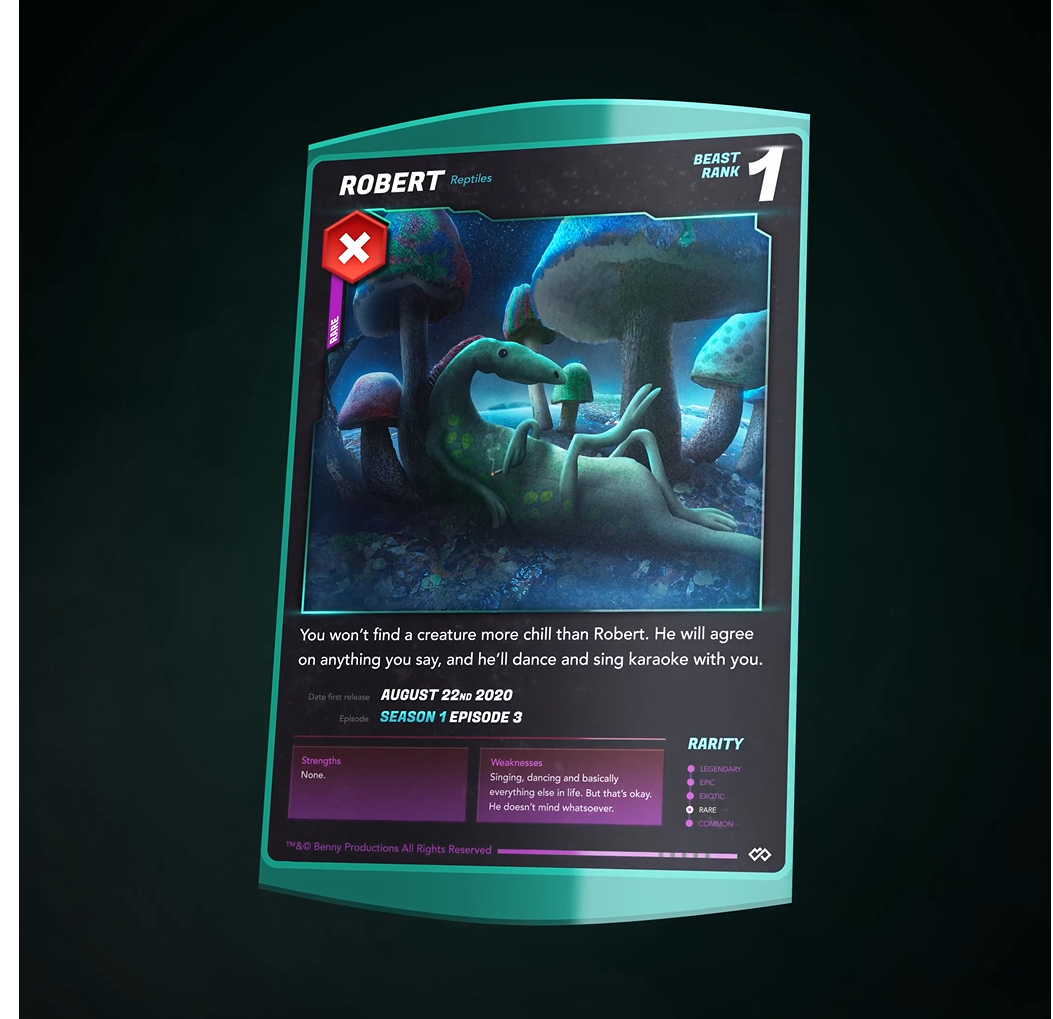 ROBERT Reptiles
BEAST
RANK 1
RARE
You won't find a creature more chill than Robert. He will agree
on anything you say, and he'll dance and sing karaoke with you.
Date first release AUGUST 22ND 2020
Episode SEASON 1 EPISODE 3
Strengths
None.
Weaknesses
Singing, dancing and basically
everything else in life. But that's okay.
He doesn't mind whatsoever.
RARITY
LEGENDARY
EPIC
EXOTIC
RARE
COMMON
™&© Benny Productions All Rights Reserved